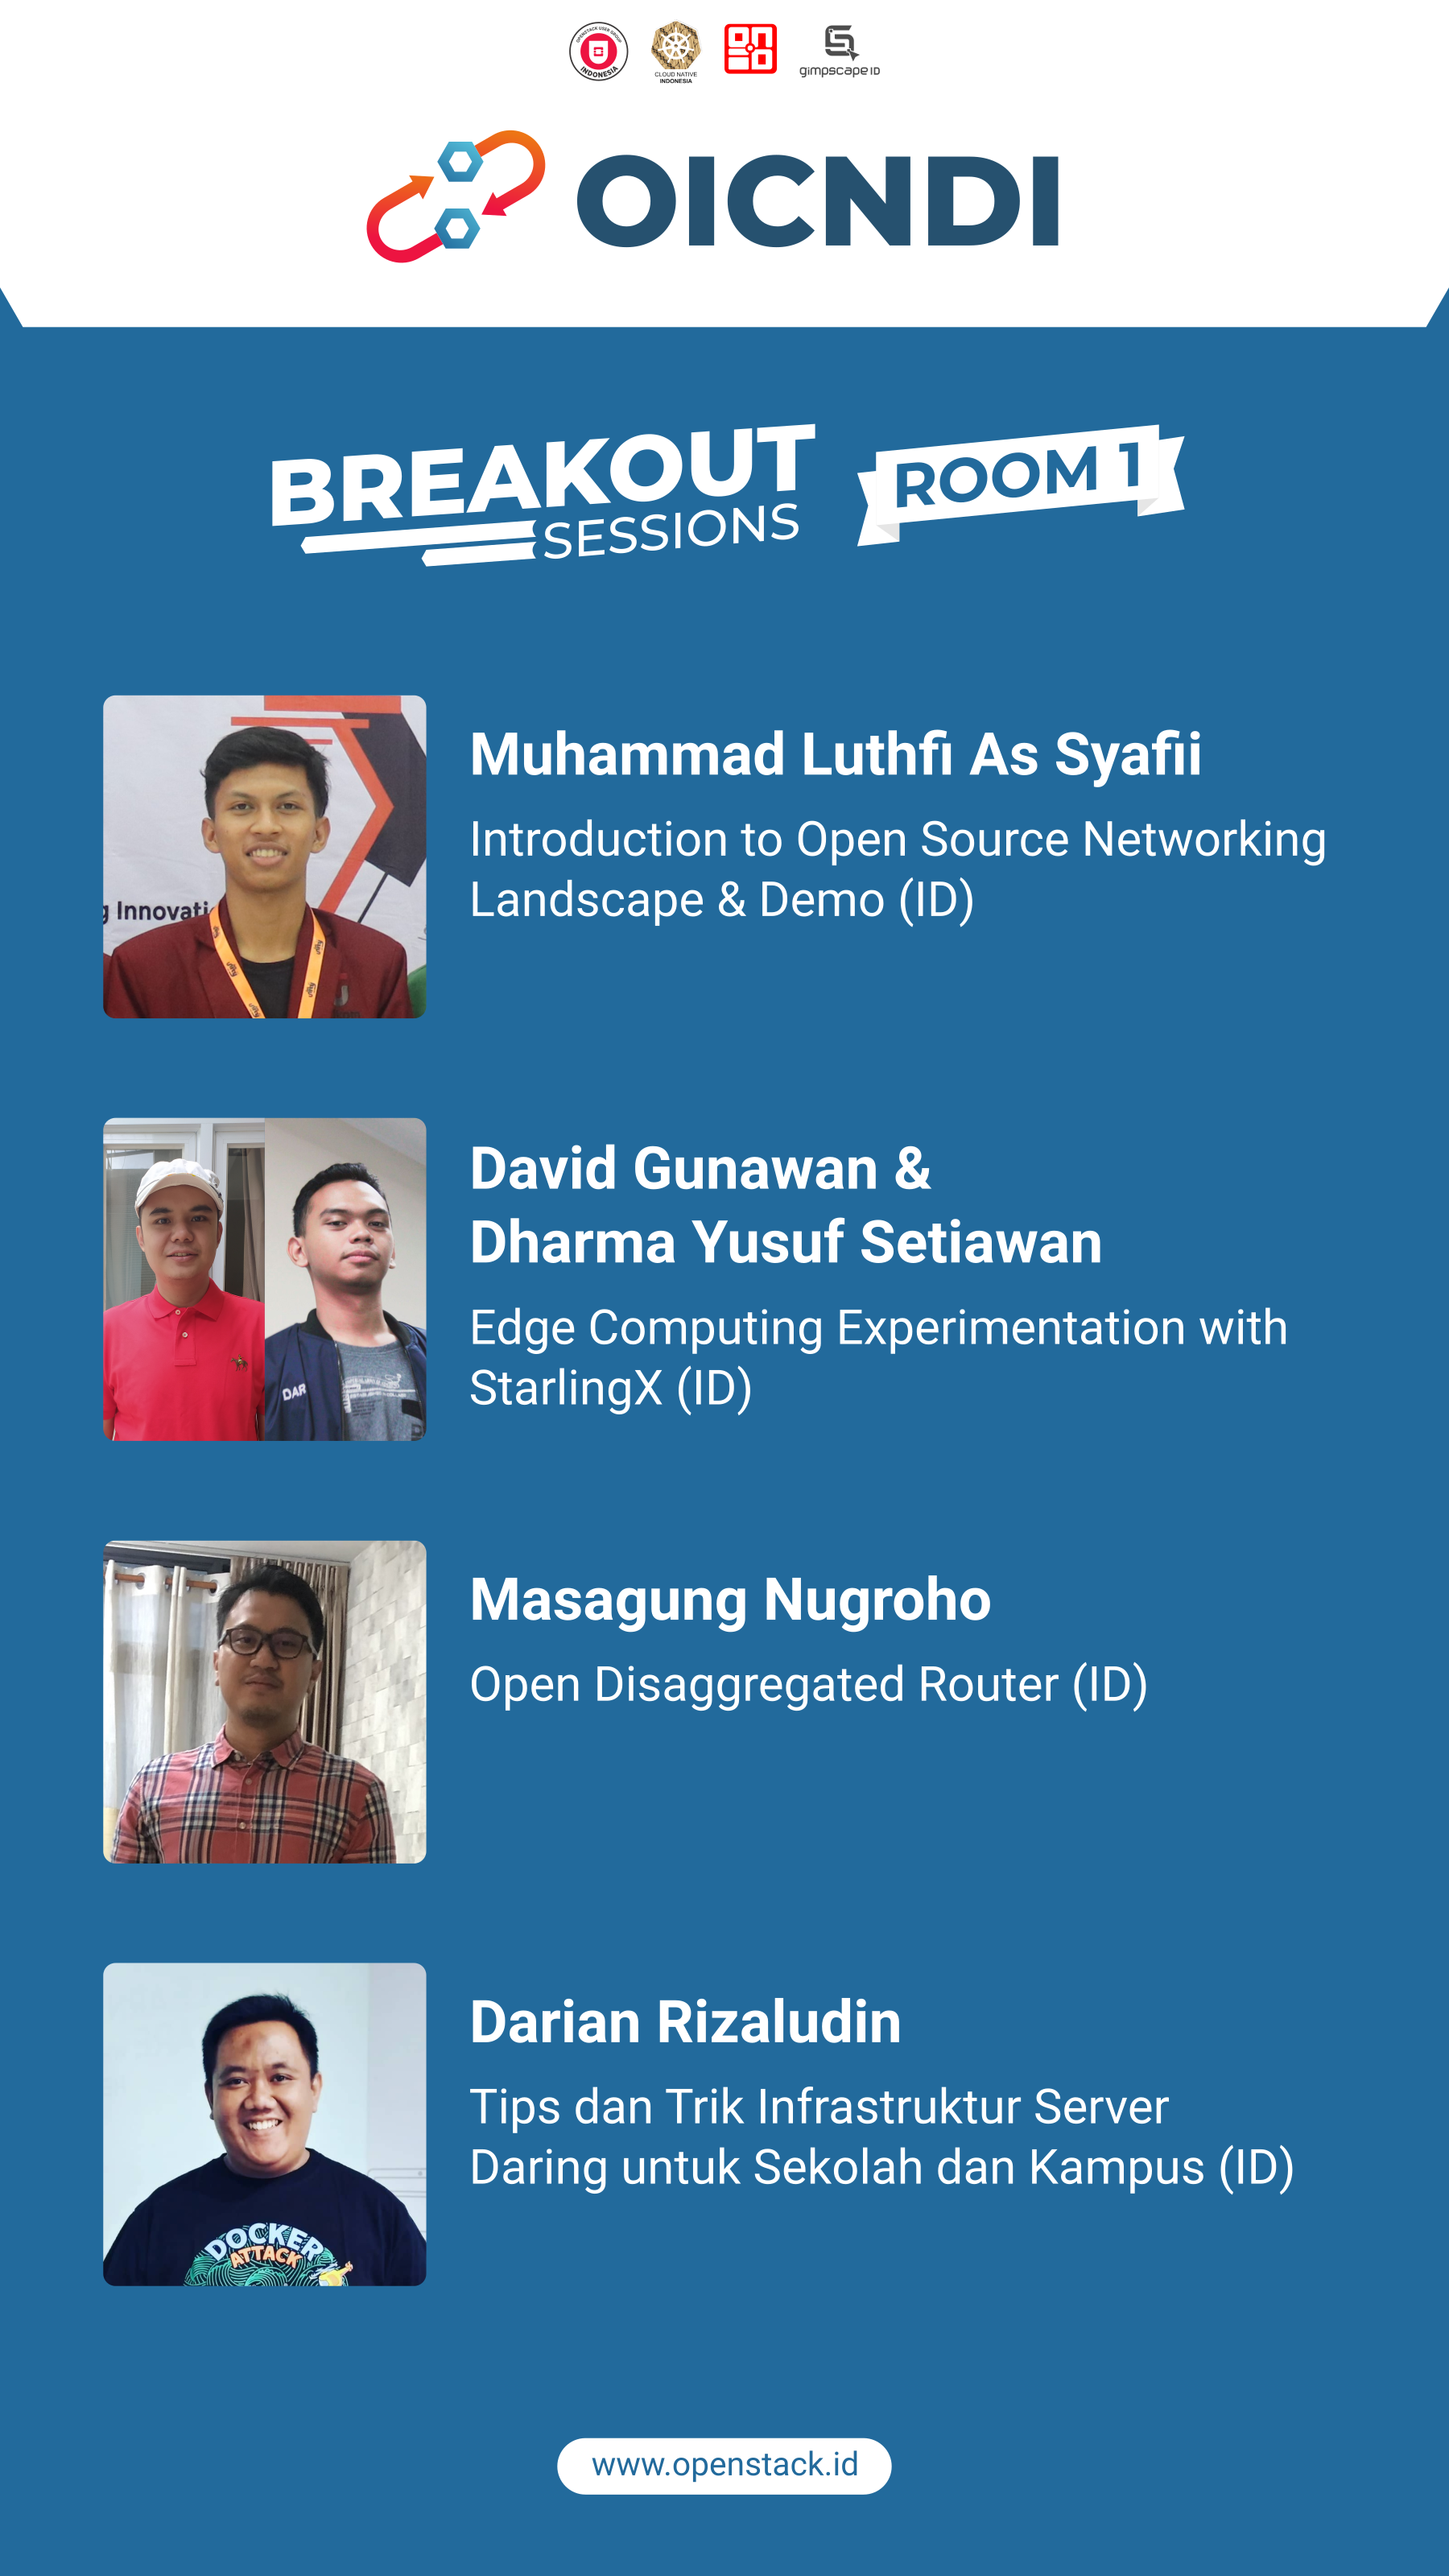 OPENSTACK USER GROUP
INDONESIA
CLOUD NATIVE
INDONESIA
gimpscape ID
OICNDI
BREAKOUT
SESSIONS
ROOM 1
Muhammad Luthfi As Syafii
Introduction to Open Source Networking
Landscape & Demo (ID)
g Innovati
David Gunawan &
Dharma Yusuf Setiawan
Edge Computing Experimentation with
StarlingX (ID)
DAR
Masagung Nugroho
Open Disaggregated Router (ID)
Darian Rizaludin
Tips dan Trik Infrastruktur Server
Daring untuk Sekolah dan Kampus (ID)
DOCKER
ATTACK
www.openstack.id